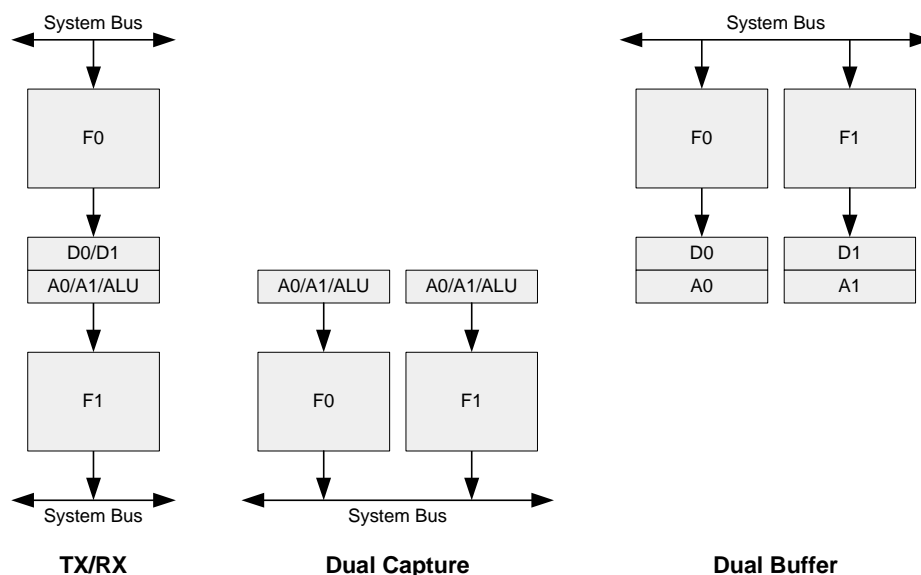 System Bus
System Bus
F0
F0
F1
D0/D1
D0
D1
A0/A1/ALU
A0/A1/ALU
A0/A1/ALU
A0
A1
F1
F0
F1
System Bus
System Bus
TX/RX
Dual Capture
Dual Buffer